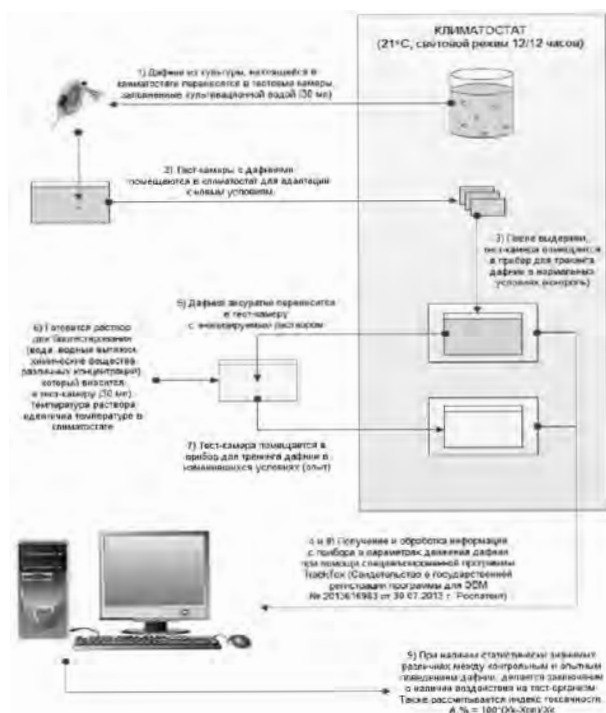 КЛИМАТОСТАТ
(21°С, световой режим 12/12 часов)
1) Дафния из культуры, находящейся в
климатостате переносится в тестовые камеры,
заполненные культивационной водой (30 мл)
2) Тест-камеры с дафниями
помещаются в климатостат для адаптации
к новым условиям.
3) После выдержки,
тест-камера помещается
в прибор для трекинга
дафнии в нормальных
условиях (контроль)
5) Дафния аккуратно переносится
в тест-камеру
с анализируемым раствором
6) Готовится раствор
для биотестирования
(вода, водные вытяжки,
химические вещества
различных концентраций)
который вносится
в тест-камеру (30 мл)
температура раствора
идентична температуре в
климатостате
7) Тест-камера помещается в
прибор для трекинга дафнии в
изменившихся условиях (опыт)
4 и 8) Получение и обработка информации
с прибора о параметрах движения дафнии
при помощи специализированной программы
TrackTox (Свидетельство о государственной
регистрации программы для ЭВМ
№ 2013616983 от 30.07.2013 г. Роспатент)
9) При наличии статистически значимых
различиях между контрольным и опытным
поведением дафнии, делается заключение
о наличии воздействия на тест-организм.
Также рассчитывается индекс токсичности